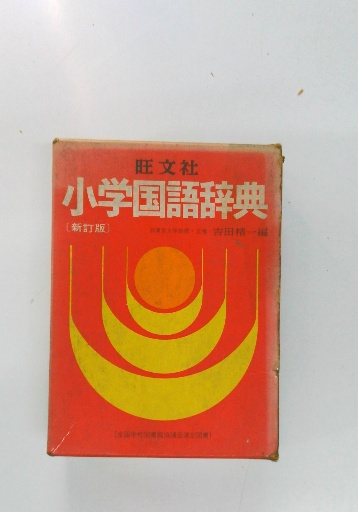 旺文社
小学国語辞典
〔新訂版〕
吉田精一編